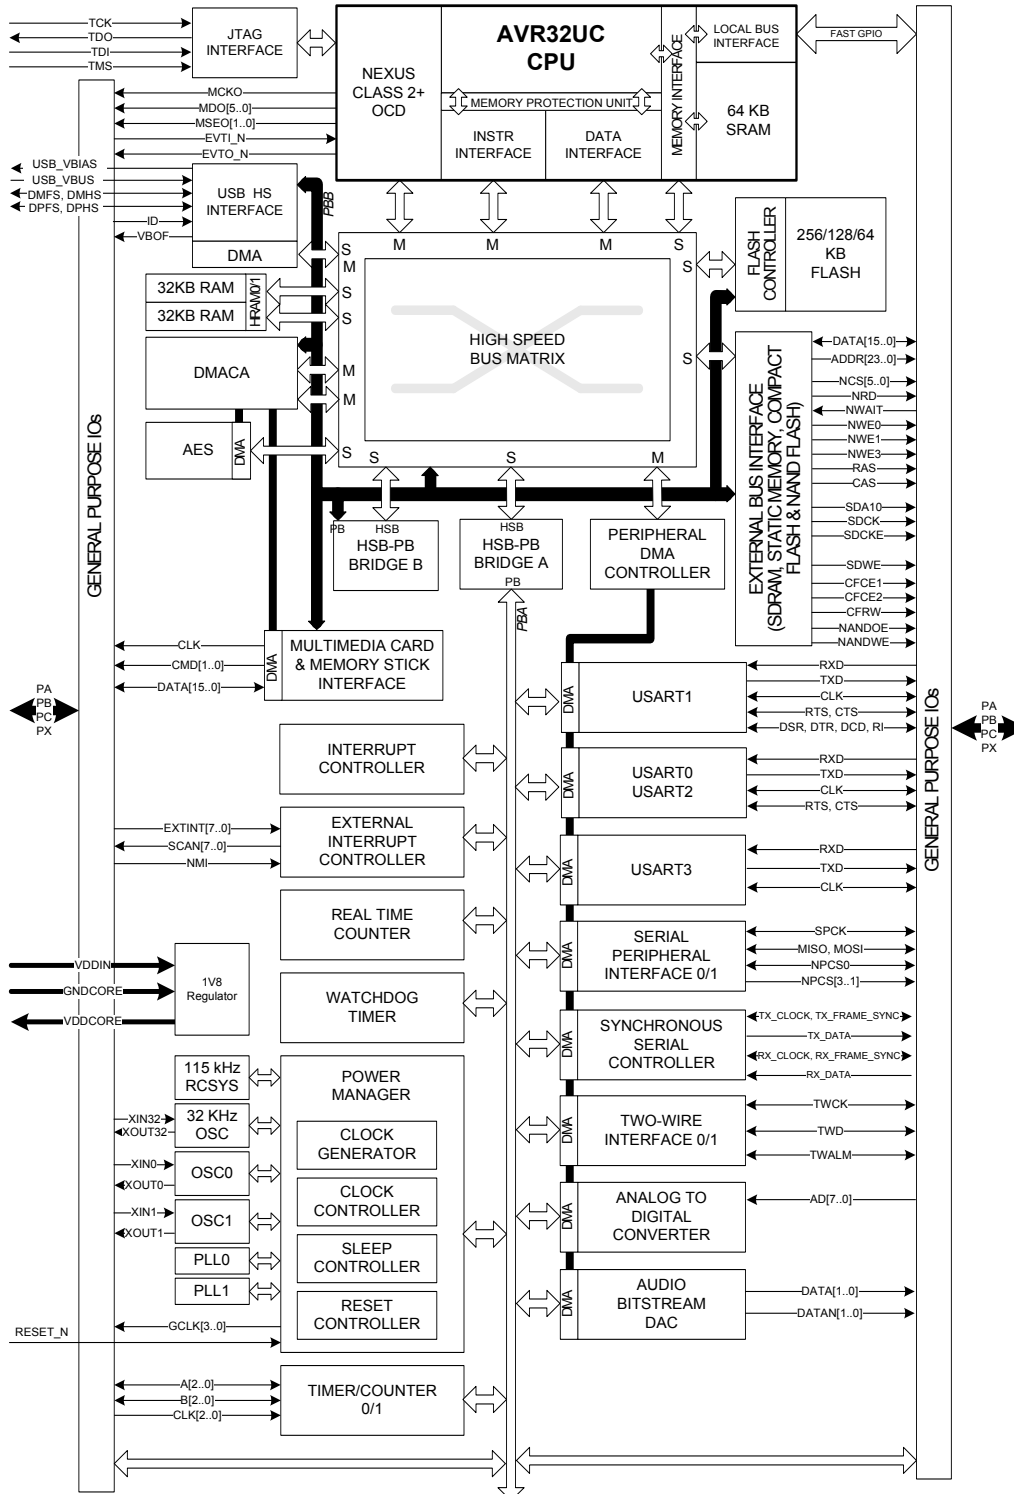 TCK
TDO
TDI
TMS
JTAG
INTERFACE
AVR32UC
CPU
NEXUS
CLASS 2+
OCD
MEMORY PROTECTION UNIT
INSTR
INTERFACE
DATA
INTERFACE
MEMORY INTERFACE
LOCAL BUS
INTERFACE
64 KB
SRAM
FAST GPIO
MCKO
MDO[5..0]
MSEO[1..0]
EVTI_N
EVTO_N
USB_VBIAS
USB_VBUS
DMFS, DMHS
DPFS, DPHS
ID
VBOF
USB HS
INTERFACE
DMA
PBB
S
M
M
M
M
S
S
FLASH
CONTROLLER
256/128/64
KB
FLASH
32KB RAM
32KB RAM
HRAM0/1
S
S
HIGH SPEED
BUS MATRIX
DMACA
M
M
S
AES
DMA
S
S
S
M
EXTERNAL BUS INTERFACE
(SDRAM, STATIC MEMORY, COMPACT
FLASH & NAND FLASH)
DATA[15..0]
ADDR[23..0]
NCS[5..0]
NRD
NWAIT
NWE0
NWE1
NWE3
RAS
CAS
SDA10
SDCK
SDCKE
SDWE
CFCE1
CFCE2
CFRW
NANDOE
NANDWE
GENERAL PURPOSE IOs
GENERAL PURPOSE IOs
PB
HSB
HSB-PB
BRIDGE B
HSB
HSB-PB
BRIDGE A
PB
PBA
PERIPHERAL
DMA
CONTROLLER
CLK
CMD[1..0]
DATA[15..0]
DMA
MULTIMEDIA CARD
& MEMORY STICK
INTERFACE
PA
PB
PC
PX
PA
PB
PC
PX
DMA
USART1
RXD
TXD
CLK
RTS, CTS
DSR, DTR, DCD, RI
INTERRUPT
CONTROLLER
DMA
USART0
USART2
RXD
TXD
CLK
RTS, CTS
EXTINT[7..0]
SCAN[7..0]
NMI
EXTERNAL
INTERRUPT
CONTROLLER
DMA
USART3
RXD
TXD
CLK
REAL TIME
COUNTER
DMA
SERIAL
PERIPHERAL
INTERFACE 0/1
SPCK
MISO, MOSI
NPCS0
NPCS[3..1]
VDDIN
GNDCORE
VDDCORE
1V8
Regulator
WATCHDOG
TIMER
DMA
SYNCHRONOUS
SERIAL
CONTROLLER
TX_CLOCK, TX_FRAME_SYNC
TX_DATA
RX_CLOCK, RX_FRAME_SYNC
RX_DATA
115 kHz
RCSYS
POWER
MANAGER
XIN32
XOUT32
32 KHz
OSC
CLOCK
GENERATOR
DMA
TWO-WIRE
INTERFACE 0/1
TWCK
TWD
TWALM
XIN0
XOUT0
OSC0
CLOCK
CONTROLLER
DMA
ANALOG TO
DIGITAL
CONVERTER
AD[7..0]
XIN1
XOUT1
OSC1
PLL0
PLL1
SLEEP
CONTROLLER
RESET
CONTROLLER
DMA
AUDIO
BITSTREAM
DAC
DATA[1..0]
DATAN[1..0]
GCLK[3..0]
RESET_N
A[2..0]
B[2..0]
CLK[2..0]
TIMER/COUNTER
0/1